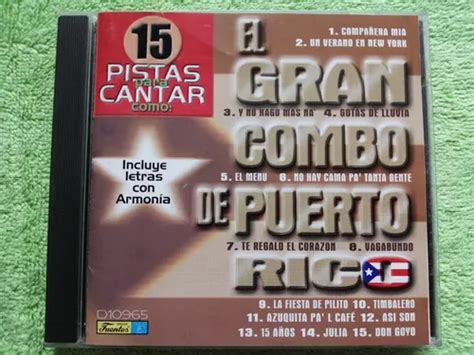 15
PISTAS
para
CANTAR
como:
Incluye
letras con
Armonía
D10965
Fuentes
EL
1. COMPAÑERA MIA
2. UN VERANO EN NEW YORK
GRAN
3. Y NO HAGO MAS NA' 4. GOTAS DE LLUVIA
COMBO
5. EL MENU 6. NO HAY CAMA PA' TANTA GENTE
DE PUERTO
7. TE REGALO EL CORAZON 8. VAGABUNDO
RICO
9. LA FIESTA DE PILITO 10. TIMBALERO
11. AZUQUITA PA' L CAFÉ 12. ASI SON
13. 15 AÑOS 14. JULIA 15. DON GOYO